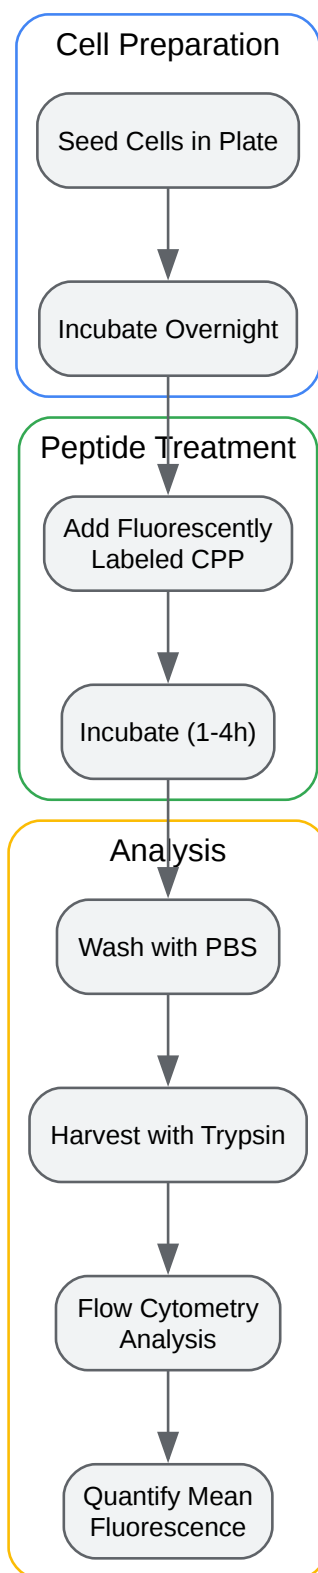 Cell Preparation
Seed Cells in Plate
Incubate Overnight
Peptide Treatment
Add Fluorescently
Labeled CPP
Incubate (1-4h)
Analysis
Wash with PBS
Harvest with Trypsin
Flow Cytometry
Analysis
Quantify Mean
Fluorescence